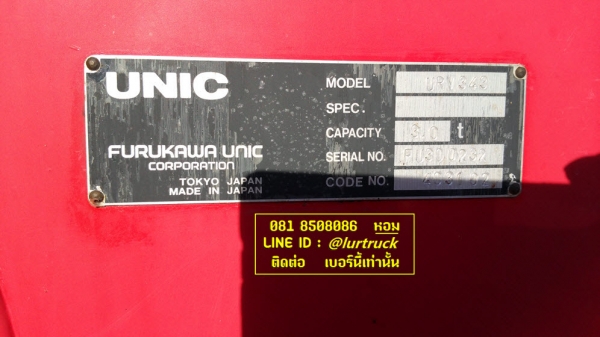 UNIC
FURUKAWA UNIC
CORPORATION
TOKYO JAPAN
MADE IN JAPAN
MODEL
SPEC.
CAPACITY t
SERIAL NO.
CODE NO.
081 8508086 หอม
LINE ID : @lurtruck
ติดต่อ เบอร์นี้เท่านั้น